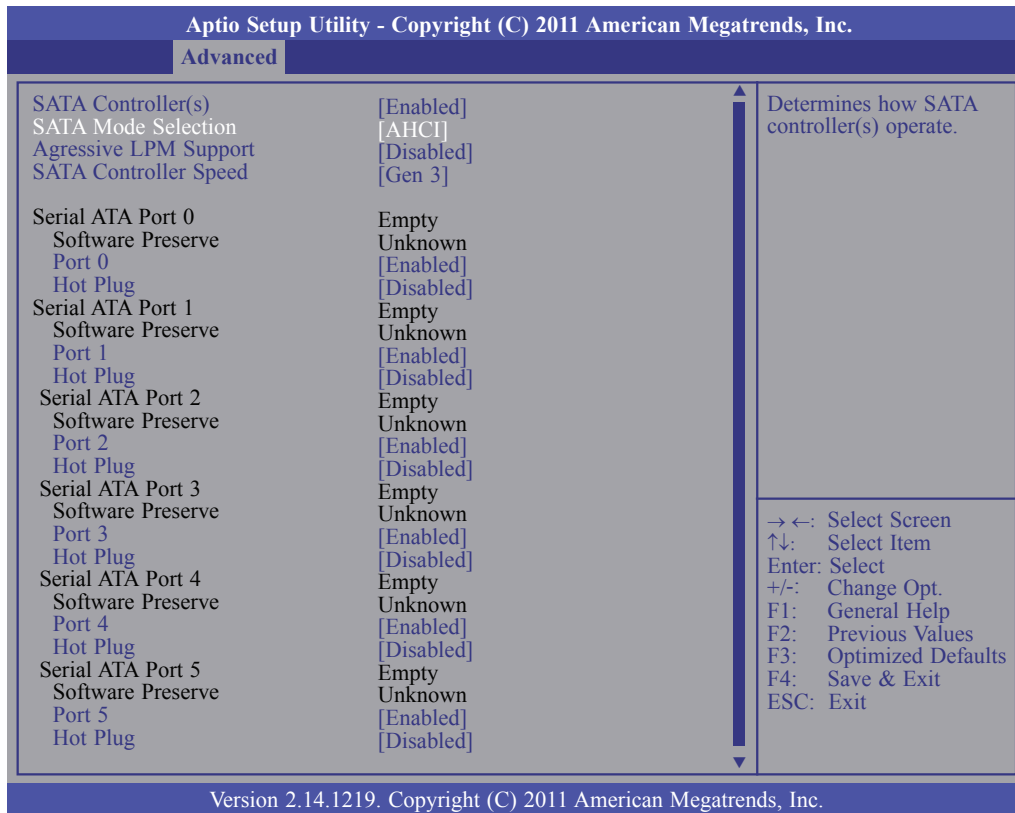 Aptio Setup Utility - Copyright (C) 2011 American Megatrends, Inc.
Advanced
SATA Controller(s) [Enabled]
SATA Mode Selection [AHCI]
Agressive LPM Support [Disabled]
SATA Controller Speed [Gen 3]
Serial ATA Port 0 Empty
Software Preserve Unknown
Port 0 [Enabled]
Hot Plug [Disabled]
Serial ATA Port 1 Empty
Software Preserve Unknown
Port 1 [Enabled]
Hot Plug [Disabled]
Serial ATA Port 2 Empty
Software Preserve Unknown
Port 2 [Enabled]
Hot Plug [Disabled]
Serial ATA Port 3 Empty
Software Preserve Unknown
Port 3 [Enabled]
Hot Plug [Disabled]
Serial ATA Port 4 Empty
Software Preserve Unknown
Port 4 [Enabled]
Hot Plug [Disabled]
Serial ATA Port 5 Empty
Software Preserve Unknown
Port 5 [Enabled]
Hot Plug [Disabled]
Determines how SATA
controller(s) operate.
→ ←: Select Screen
↑↓: Select Item
Enter: Select
+/-: Change Opt.
F1: General Help
F2: Previous Values
F3: Optimized Defaults
F4: Save & Exit
ESC: Exit
Version 2.14.1219. Copyright (C) 2011 American Megatrends, Inc.